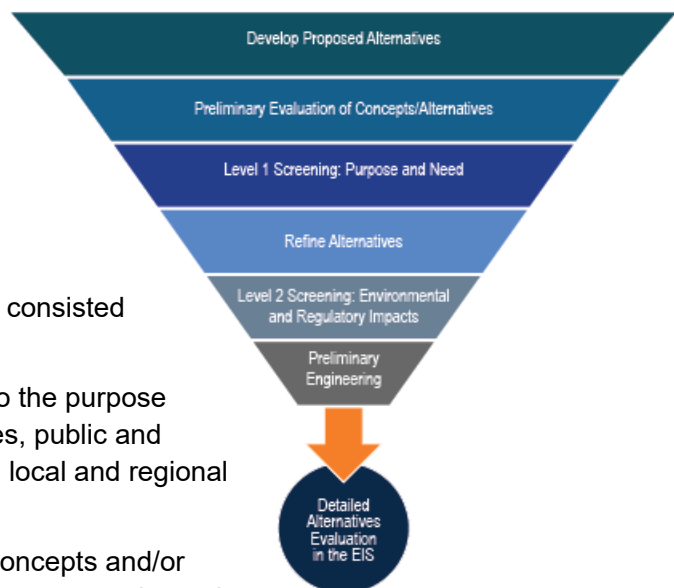 Develop Proposed Alternatives
Preliminary Evaluation of Concepts/Alternatives
Level 1 Screening: Purpose and Need
Refine Alternatives
Level 2 Screening: Environmental
and Regulatory Impacts
Preliminary
Engineering
Detailed
Alternatives
Evaluation
in the EIS
consisted
o the purpose
es, public and
local and regional
oncepts and/or